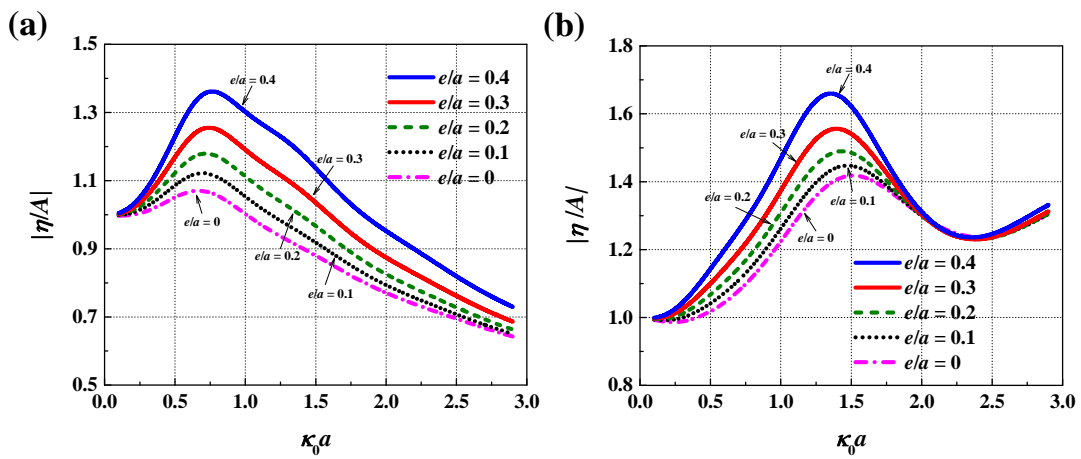 (a)
1.5
1.3
1.1
0.9
0.7
0.5
|η/A|
e/a = 0.4
e/a = 0.4
e/a = 0.3
e/a = 0.2
e/a = 0.1
e/a = 0
e/a = 0.3
e/a = 0
e/a = 0.2
e/a = 0.1
0.0 0.5 1.0 1.5 2.0 2.5 3.0
κ₀a
(b)
1.8
1.6
1.4
1.2
1.0
0.8
|η/A/
e/a = 0.4
e/a = 0.3
e/a = 0.2
e/a = 0.1
e/a = 0
e/a = 0.4
e/a = 0.3
e/a = 0.2
e/a = 0.1
e/a = 0
0.0 0.5 1.0 1.5 2.0 2.5 3.0
κ₀a